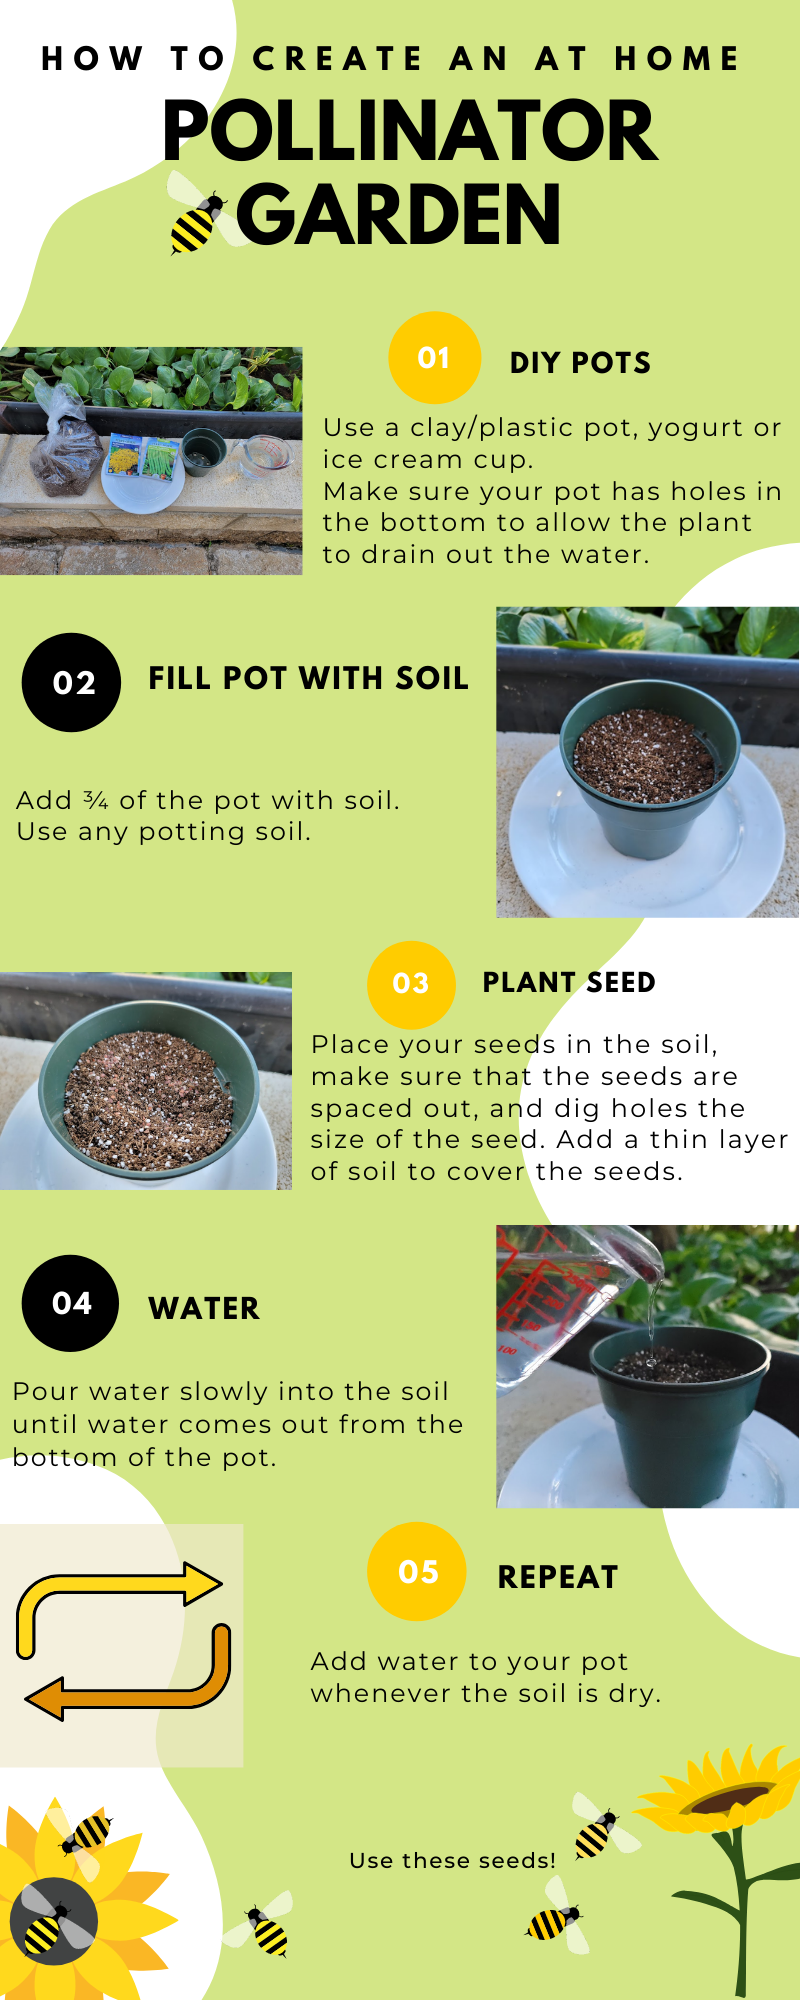 HOW TO CREATE AN AT HOME
POLLINATOR
GARDEN
01
DIY POTS
Use a clay/plastic pot, yogurt or
ice cream cup.
Make sure your pot has holes in
the bottom to allow the plant
to drain out the water.
02
FILL POT WITH SOIL
Add ¾ of the pot with soil.
Use any potting soil.
03
PLANT SEED
Place your seeds in the soil,
make sure that the seeds are
spaced out, and dig holes the
size of the seed. Add a thin layer
of soil to cover the seeds.
04
WATER
100
Pour water slowly into the soil
until water comes out from the
bottom of the pot.
05
REPEAT
Add water to your pot
whenever the soil is dry.
Use these seeds!